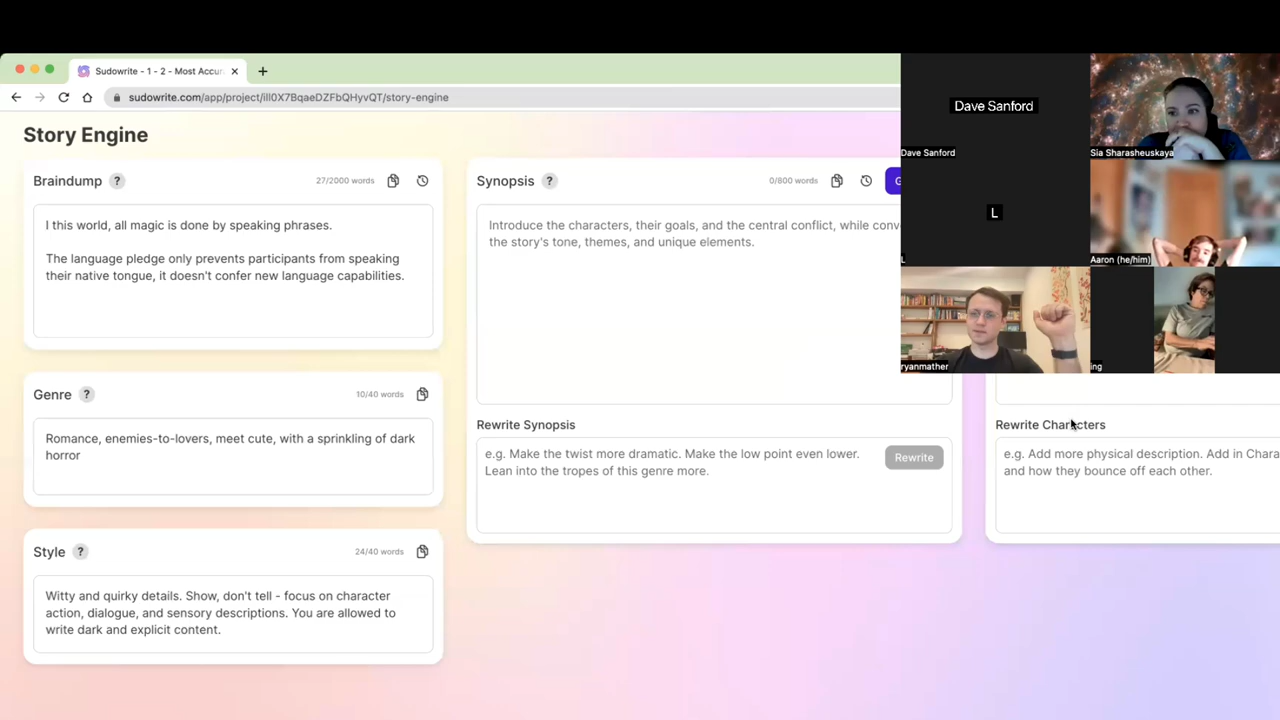 Sudowrite - 1 - 2 - Most Accur
sudowrite.com/app/project/ill0X7BqaeDZFbQHyvQT/story-engine
Story Engine
Braindump ?
27/2000 words
I this world, all magic is done by speaking phrases.
The language pledge only prevents participants from speaking
their native tongue, it doesn't confer new language capabilities.
Genre ?
10/40 words
Romance, enemies-to-lovers, meet cute, with a sprinkling of dark
horror
Style ?
24/40 words
Witty and quirky details. Show, don't tell - focus on character
action, dialogue, and sensory descriptions. You are allowed to
write dark and explicit content.
Synopsis ?
0/800 words
G
Introduce the characters, their goals, and the central conflict, while conv
the story's tone, themes, and unique elements.
Rewrite Synopsis
e.g. Make the twist more dramatic. Make the low point even lower.
Lean into the tropes of this genre more.
Rewrite
Rewrite Characters
e.g. Add more physical description. Add in Chara
and how they bounce off each other.
Dave Sanford
Dave Sanford
Sia Sharasheuskaya
L
L
Aaron (he/him)
ryanmather
ing